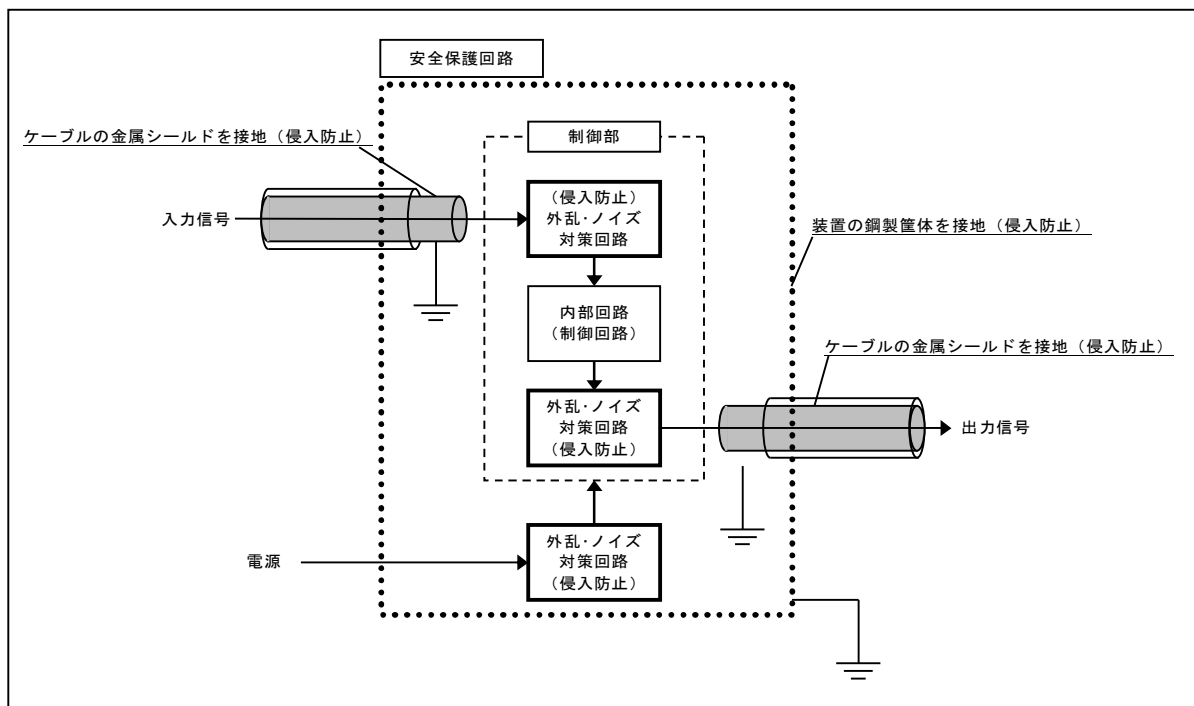 安全保護回路
ケーブルの金属シールドを接地（侵入防止）
制御部
入力信号
（侵入防止）
外乱・ノイズ
対策回路
装置の鋼製筐体を接地（侵入防止）
内部回路
（制御回路）
ケーブルの金属シールドを接地（侵入防止）
外乱・ノイズ
対策回路
（侵入防止）
出力信号
電源
外乱・ノイズ
対策回路
（侵入防止）